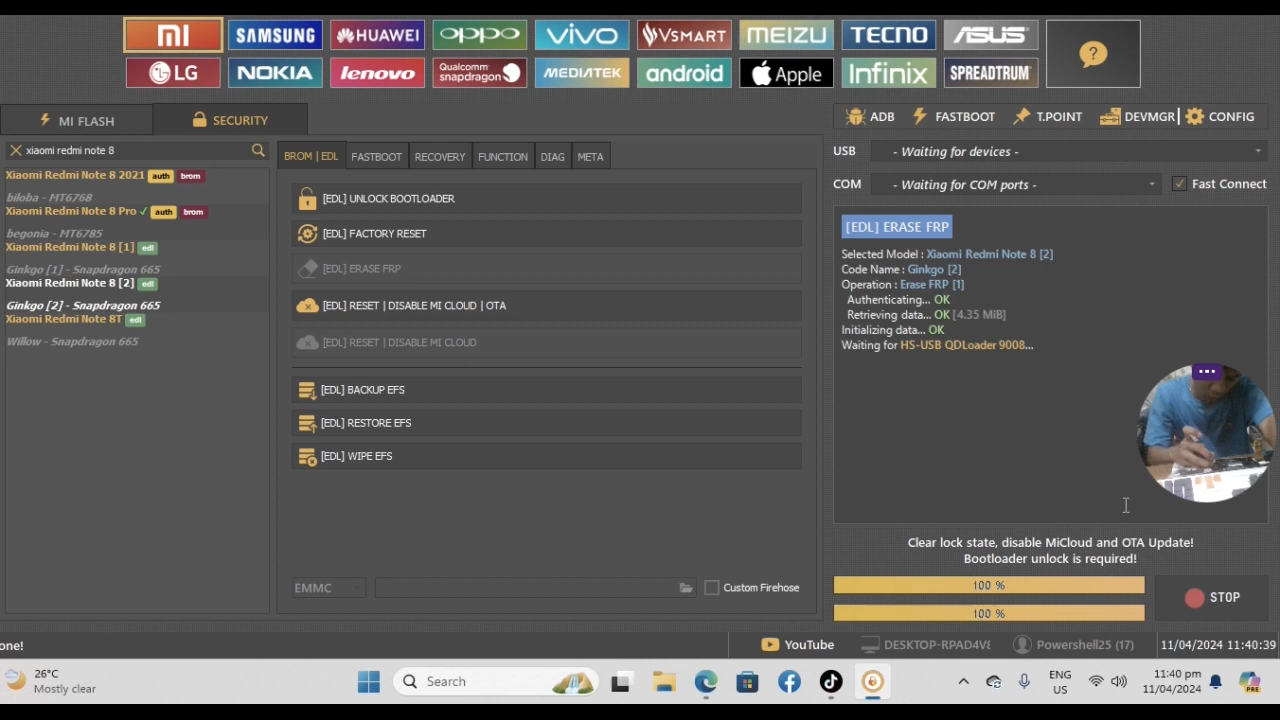 MI SAMSUNG HUAWEI OPPO vivo VSMART MEIZU TECNO ASUS ?
LG NOKIA lenovo Qualcomm snapdragon MEDIATEK android Apple Infinix SPREADTRUM
MI FLASH SECURITY
ADB FASTBOOT T.POINT DEVMGR CONFIG
xiaomi redmi note 8
Xiaomi Redmi Note 8 2021 auth brom
biloba - MT6768
Xiaomi Redmi Note 8 Pro ✓ auth brom
begonia - MT6785
Xiaomi Redmi Note 8 [1] edl
Ginkgo [1] - Snapdragon 665
Xiaomi Redmi Note 8 [2] edl
Ginkgo [2] - Snapdragon 665
Xiaomi Redmi Note 8T edl
Willow - Snapdragon 665
BROM | EDL FASTBOOT RECOVERY FUNCTION DIAG META
[EDL] UNLOCK BOOTLOADER
[EDL] FACTORY RESET
[EDL] ERASE FRP
[EDL] RESET | DISABLE MI CLOUD | OTA
[EDL] RESET | DISABLE MI CLOUD
[EDL] BACKUP EFS
[EDL] RESTORE EFS
[EDL] WIPE EFS
EMMC Custom Firehose
USB - Waiting for devices -
COM - Waiting for COM ports - Fast Connect
[EDL] ERASE FRP
Selected Model : Xiaomi Redmi Note 8 [2]
Code Name : Ginkgo [2]
Operation : Erase FRP [1]
Authenticating... OK
Retrieving data... OK [4.35 MiB]
Initializing data... OK
Waiting for HS-USB QDLoader 9008...
Clear lock state, disable MiCloud and OTA Update!
Bootloader unlock is required!
100 %
100 %
STOP
one! YouTube DESKTOP-RPAD4V8 Powershell25 (17) 11/04/2024 11:40:39
26°C
Mostly clear
Search
ENG
US
11:40 pm
11/04/2024
PRE